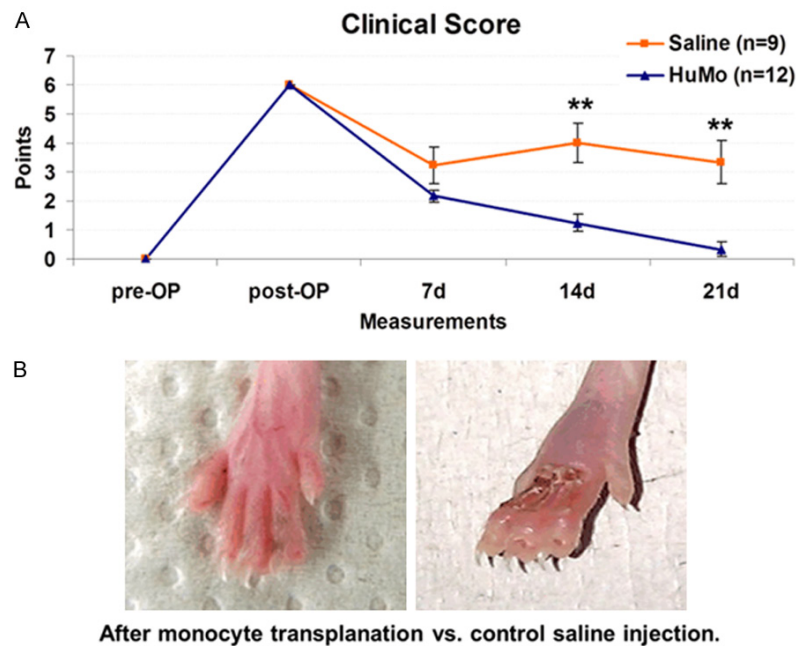 A
Clinical Score
Saline (n=9)
HuMo (n=12)
7
6
5
4
3
2
1
0
Points
**
**
pre-OP
post-OP
7d
14d
21d
Measurements
B
After monocyte transplanation vs. control saline injection.